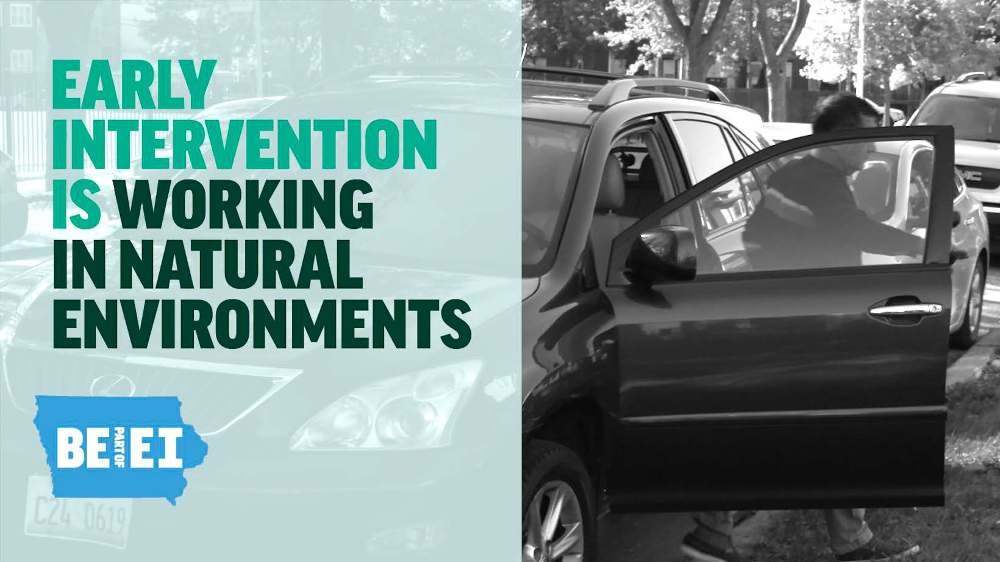 EARLY
INTERVENTION
IS WORKING
IN NATURAL
ENVIRONMENTS
BE PART OF EI
C24 0619